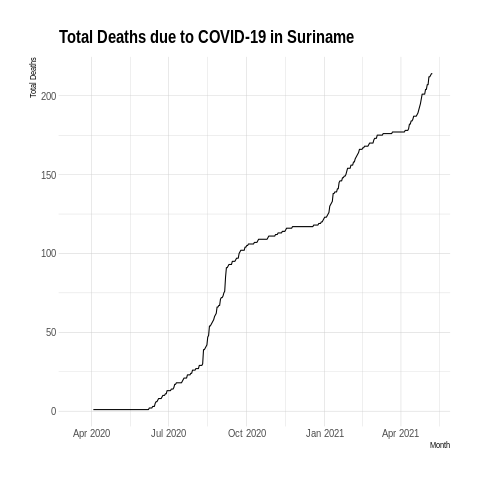 Total Deaths due to COVID-19 in Suriname
Total Deaths
200
150
100
50
0
Apr 2020 Jul 2020 Oct 2020 Jan 2021 Apr 2021
Month